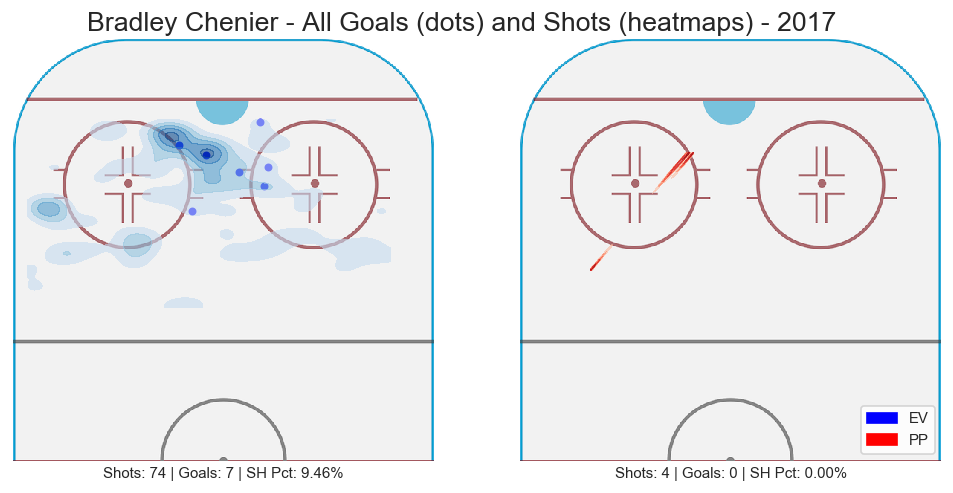 Bradley Chenier - All Goals (dots) and Shots (heatmaps) - 2017
EV
PP
Shots: 74 | Goals: 7 | SH Pct: 9.46%
Shots: 4 | Goals: 0 | SH Pct: 0.00%